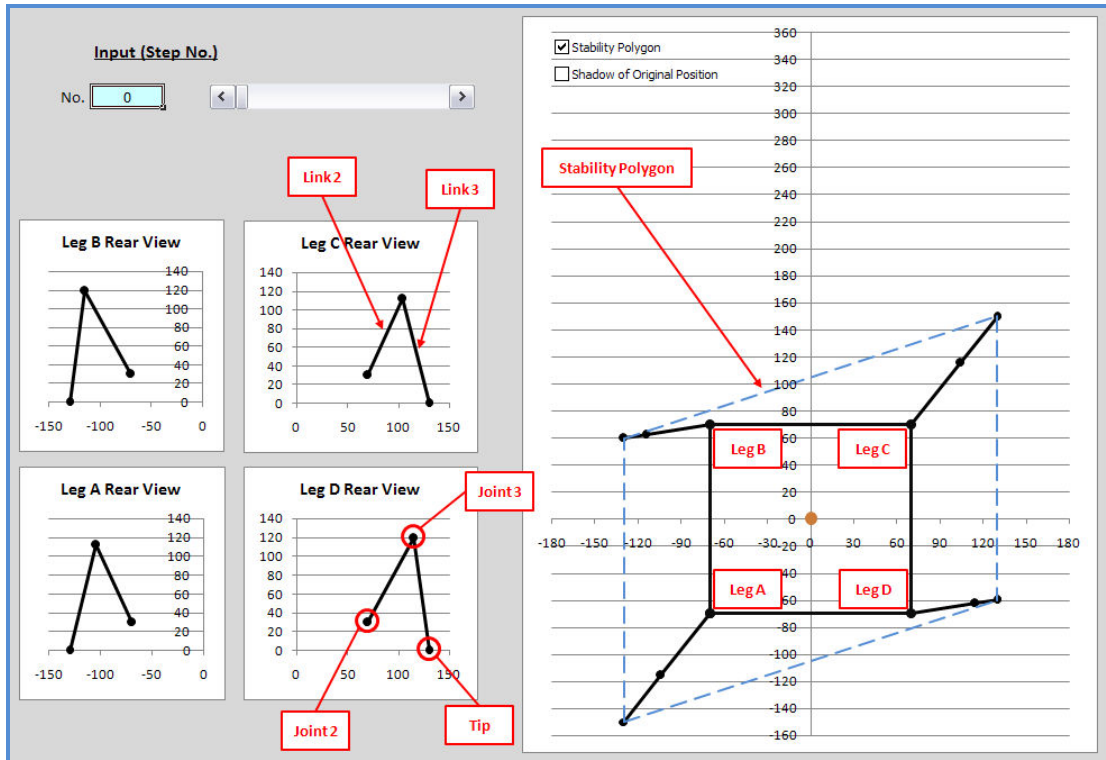 Input (Step No.)
No. 0
Link 2
Link 3
Leg B Rear View
140
120
100
80
60
40
20
0
-150 -100 -50 0
Leg C Rear View
140
120
100
80
60
40
20
0
0 50 100 150
Leg A Rear View
140
120
100
80
60
40
20
0
-150 -100 -50 0
Leg D Rear View
140
120
100
80
60
40
20
0
0 50 100 150
Joint 3
Joint 2
Tip
Stability Polygon
Shadow of Original Position
Stability Polygon
360
340
320
300
280
260
240
220
200
180
160
140
120
100
80
60
40
20
0
-20
-40
-60
-80
-100
-120
-140
-160
-180 -150 -120 -90 -60 -30 0 30 60 90 120 150 180
Leg B
Leg C
Leg A
Leg D